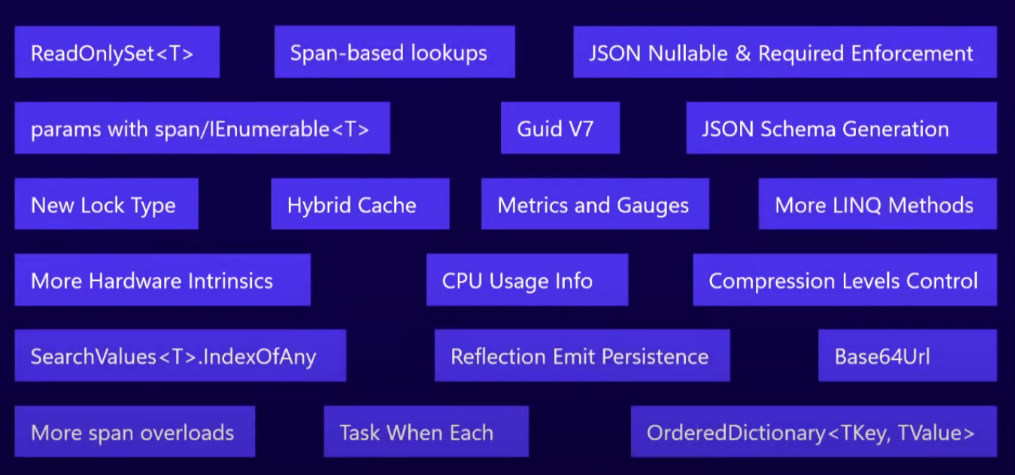 ReadOnlySet<T> Span-based lookups JSON Nullable & Required Enforcement
params with span/IEnumerable<T> Guid V7 JSON Schema Generation
New Lock Type Hybrid Cache Metrics and Gauges More LINQ Methods
More Hardware Intrinsics CPU Usage Info Compression Levels Control
SearchValues<T>.IndexOfAny Reflection Emit Persistence Base64Url
More span overloads Task When Each OrderedDictionary<TKey, TValue>